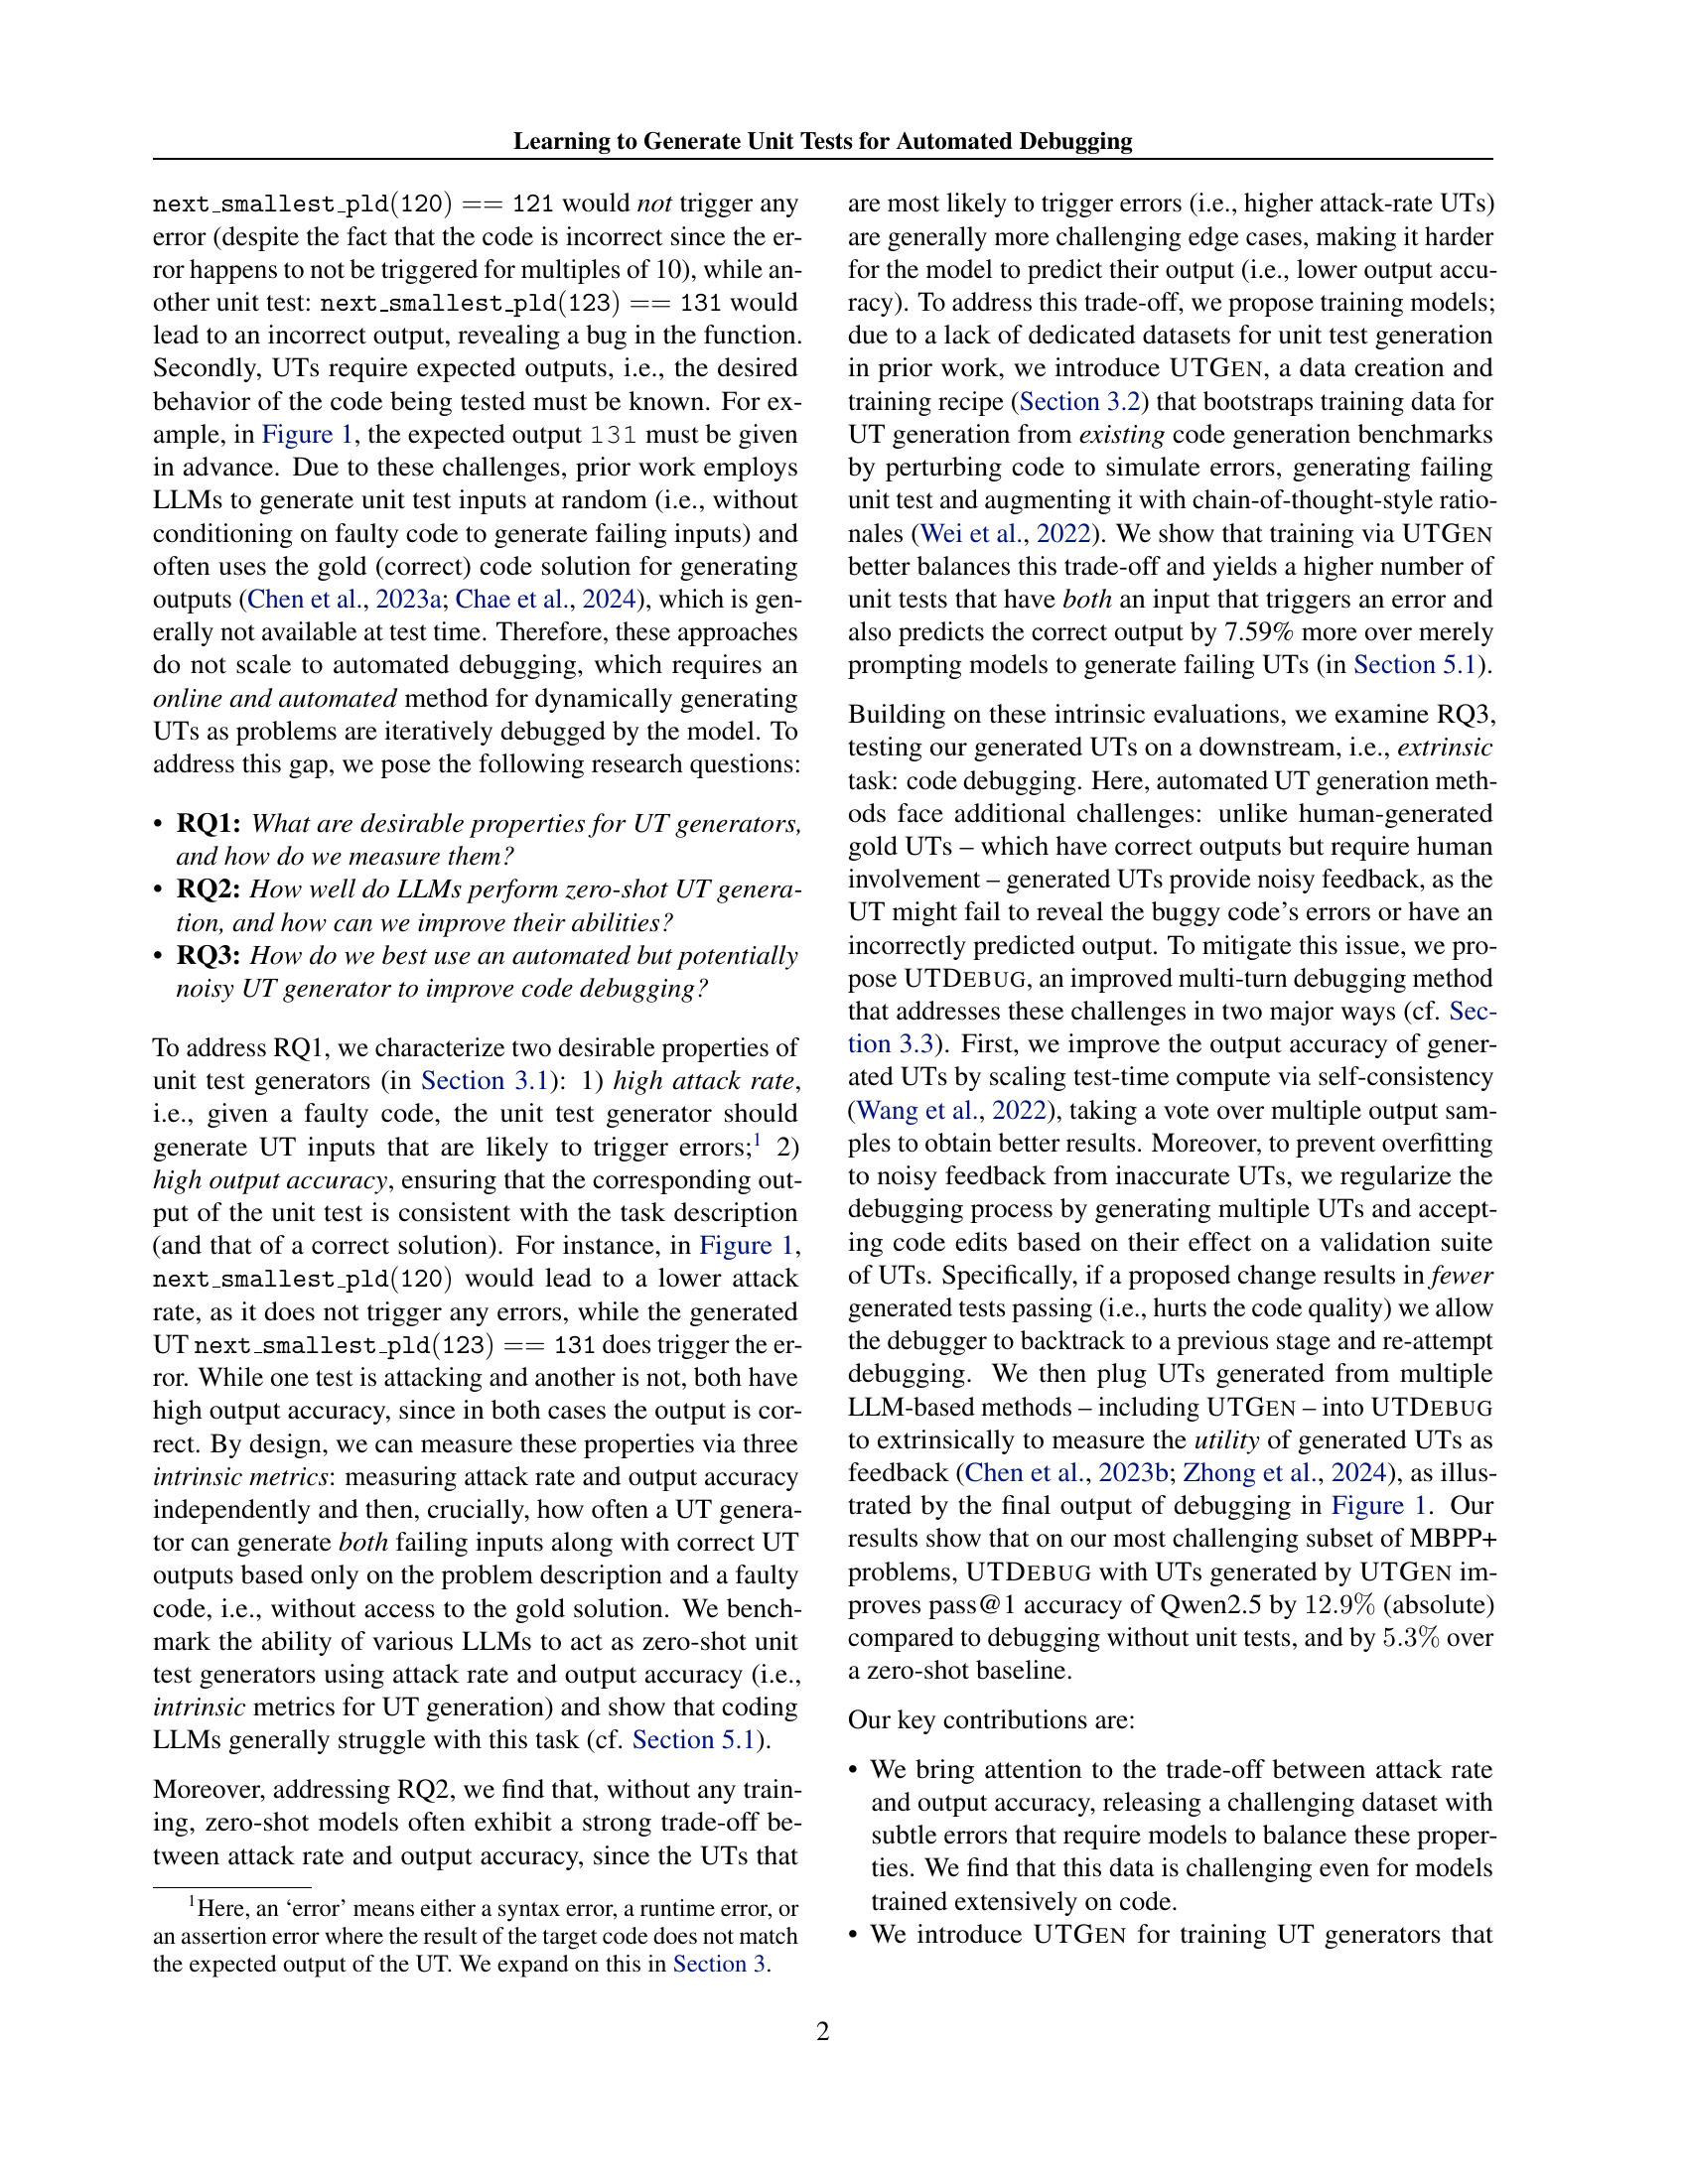 Learning to Generate Unit Tests for Automated Debugging
next_smallest_pld(120) == 121 would not trigger any
error (despite the fact that the code is incorrect since the er-
ror happens to not be triggered for multiples of 10), while an-
other unit test: next_smallest_pld(123) == 131 would
lead to an incorrect output, revealing a bug in the function.
Secondly, UTs require expected outputs, i.e., the desired
behavior of the code being tested must be known. For ex-
ample, in Figure 1, the expected output 131 must be given
in advance. Due to these challenges, prior work employs
LLMs to generate unit test inputs at random (i.e., without
conditioning on faulty code to generate failing inputs) and
often uses the gold (correct) code solution for generating
outputs (Chen et al., 2023a; Chae et al., 2024), which is gen-
erally not available at test time. Therefore, these approaches
do not scale to automated debugging, which requires an
online and automated method for dynamically generating
UTs as problems are iteratively debugged by the model. To
address this gap, we pose the following research questions:
• RQ1: What are desirable properties for UT generators,
and how do we measure them?
• RQ2: How well do LLMs perform zero-shot UT genera-
tion, and how can we improve their abilities?
• RQ3: How do we best use an automated but potentially
noisy UT generator to improve code debugging?
To address RQ1, we characterize two desirable properties of
unit test generators (in Section 3.1): 1) high attack rate,
i.e., given a faulty code, the unit test generator should
generate UT inputs that are likely to trigger errors;1 2)
high output accuracy, ensuring that the corresponding out-
put of the unit test is consistent with the task description
(and that of a correct solution). For instance, in Figure 1,
next_smallest_pld(120) would lead to a lower attack
rate, as it does not trigger any errors, while the generated
UT next_smallest_pld(123) == 131 does trigger the er-
ror. While one test is attacking and another is not, both have
high output accuracy, since in both cases the output is cor-
rect. By design, we can measure these properties via three
intrinsic metrics: measuring attack rate and output accuracy
independently and then, crucially, how often a UT genera-
tor can generate both failing inputs along with correct UT
outputs based only on the problem description and a faulty
code, i.e., without access to the gold solution. We bench-
mark the ability of various LLMs to act as zero-shot unit
test generators using attack rate and output accuracy (i.e.,
intrinsic metrics for UT generation) and show that coding
LLMs generally struggle with this task (cf. Section 5.1).
Moreover, addressing RQ2, we find that, without any train-
ing, zero-shot models often exhibit a strong trade-off be-
tween attack rate and output accuracy, since the UTs that
1Here, an ‘error’ means either a syntax error, a runtime error, or
an assertion error where the result of the target code does not match
the expected output of the UT. We expand on this in Section 3.
are most likely to trigger errors (i.e., higher attack-rate UTs)
are generally more challenging edge cases, making it harder
for the model to predict their output (i.e., lower output accu-
racy). To address this trade-off, we propose training models;
due to a lack of dedicated datasets for unit test generation
in prior work, we introduce UTGEN, a data creation and
training recipe (Section 3.2) that bootstraps training data for
UT generation from existing code generation benchmarks
by perturbing code to simulate errors, generating failing
unit test and augmenting it with chain-of-thought-style ratio-
nales (Wei et al., 2022). We show that training via UTGEN
better balances this trade-off and yields a higher number of
unit tests that have both an input that triggers an error and
also predicts the correct output by 7.59% more over merely
prompting models to generate failing UTs (in Section 5.1).
Building on these intrinsic evaluations, we examine RQ3,
testing our generated UTs on a downstream, i.e., extrinsic
task: code debugging. Here, automated UT generation meth-
ods face additional challenges: unlike human-generated
gold UTs – which have correct outputs but require human
involvement – generated UTs provide noisy feedback, as the
UT might fail to reveal the buggy code’s errors or have an
incorrectly predicted output. To mitigate this issue, we pro-
pose UTDEBUG, an improved multi-turn debugging method
that addresses these challenges in two major ways (cf. Sec-
tion 3.3). First, we improve the output accuracy of gener-
ated UTs by scaling test-time compute via self-consistency
(Wang et al., 2022), taking a vote over multiple output sam-
ples to obtain better results. Moreover, to prevent overfitting
to noisy feedback from inaccurate UTs, we regularize the
debugging process by generating multiple UTs and accept-
ing code edits based on their effect on a validation suite
of UTs. Specifically, if a proposed change results in fewer
generated tests passing (i.e., hurts the code quality) we allow
the debugger to backtrack to a previous stage and re-attempt
debugging. We then plug UTs generated from multiple
LLM-based methods – including UTGEN – into UTDEBUG
to extrinsically to measure the utility of generated UTs as
feedback (Chen et al., 2023b; Zhong et al., 2024), as illus-
trated by the final output of debugging in Figure 1. Our
results show that on our most challenging subset of MBPP+
problems, UTDEBUG with UTs generated by UTGEN im-
proves pass@1 accuracy of Qwen2.5 by 12.9% (absolute)
compared to debugging without unit tests, and by 5.3% over
a zero-shot baseline.
Our key contributions are:
• We bring attention to the trade-off between attack rate
and output accuracy, releasing a challenging dataset with
subtle errors that require models to balance these proper-
ties. We find that this data is challenging even for models
trained extensively on code.
• We introduce UTGEN for training UT generators that
2